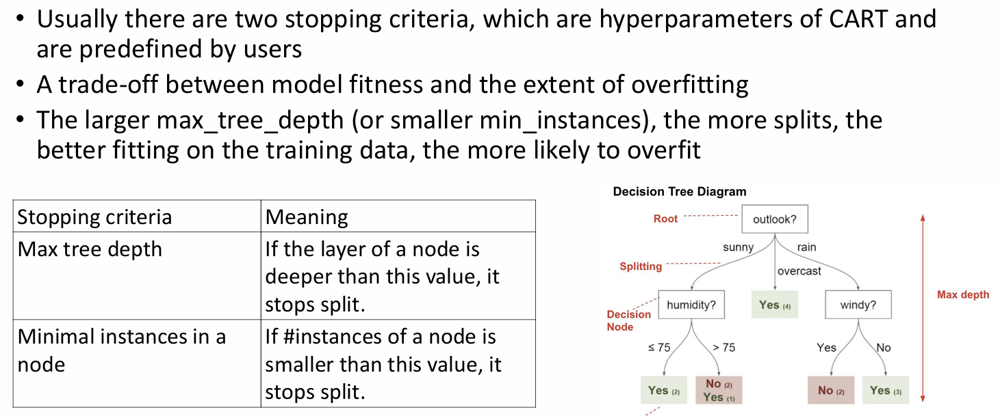 • Usually there are two stopping criteria, which are hyperparameters of CART and
are predefined by users
• A trade-off between model fitness and the extent of overfitting
• The larger max_tree_depth (or smaller min_instances), the more splits, the
better fitting on the training data, the more likely to overfit
Stopping criteria
Meaning
Max tree depth
If the layer of a node is
deeper than this value, it
stops split.
Minimal instances in a
node
If #instances of a node is
smaller than this value, it
stops split.
Decision Tree Diagram
Root
outlook?
sunny
rain
Splitting
overcast
Max depth
Decision
Node
humidity?
Yes (4)
windy?
≤ 75
> 75
Yes
No
Yes (2)
No (2)
Yes (1)
No (2)
Yes (3)